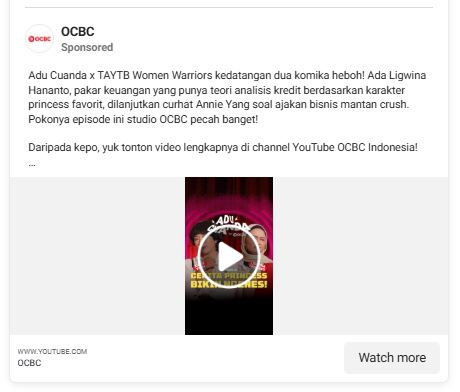 OCBC
Sponsored
OCBC
Adu Cuanda x TAYTB Women Warriors kedatangan dua komika heboh! Ada Ligwina
Hananto, pakar keuangan yang punya teori analisis kredit berdasarkan karakter
princess favorit, dilanjutkan curhat Annie Yang soal ajakan bisnis mantan crush.
Pokonya episode ini studio OCBC pecah banget!
Daripada kepo, yuk tonton video lengkapnya di channel YouTube OCBC Indonesia!
...
ADU
CERITA PRINCESS
BIKIN NGENES!
WWW.YOUTUBE.COM
OCBC
Watch more